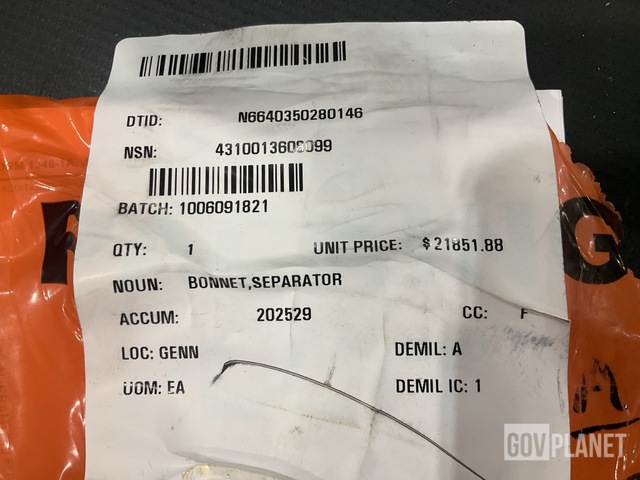 DTID: N6640350280146
NSN: 4310013608099
BATCH: 1006091821
QTY: 1 UNIT PRICE: $ 21851.88
NOUN: BONNET,SEPARATOR
ACCUM: 202529 CC: F
LOC: GENN DEMIL: A
UOM: EA DEMIL IC: 1
G
M
GOVPLANET